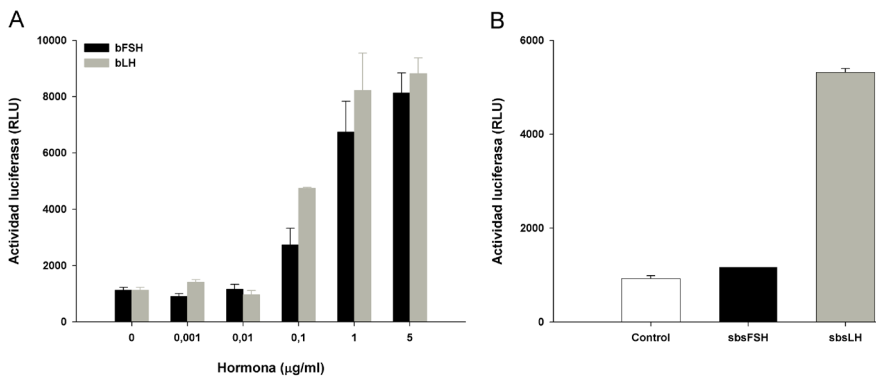 A
bFSH
bLH
Actividad luciferasa (RLU)
10000
8000
6000
4000
2000
0
0 0,001 0,01 0,1 1 5
Hormona (µg/ml)
B
Actividad luciferasa (RLU)
6000
4000
2000
0
Control sbsFSH sbsLH